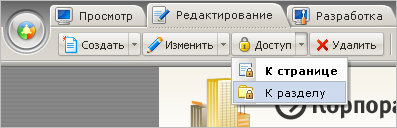 Просмотр Редактирование Разработка
Создать Изменить Доступ Удалить
К странице
К разделу
Корпора